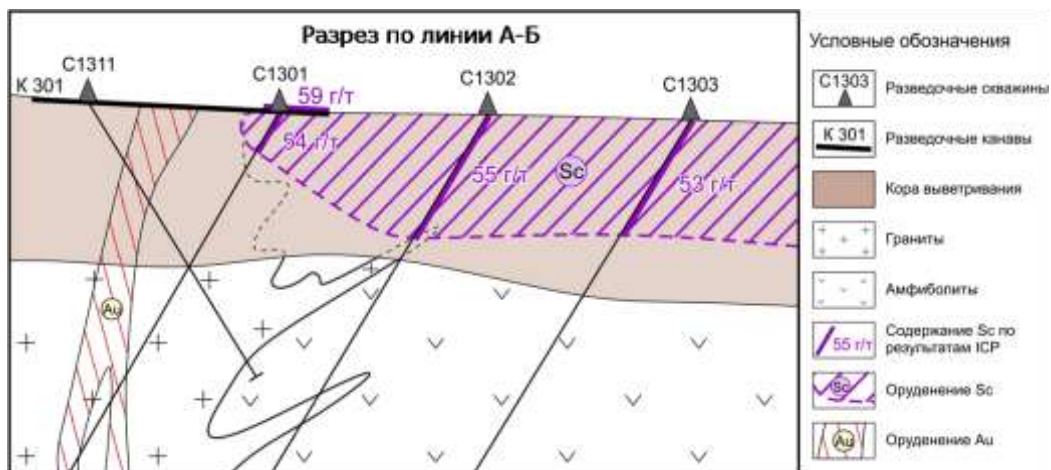 Разрез по линии А-Б
С1311
С1301
С1302
С1303
К 301
59 г/т
54 г/т
55 г/т
Sc
53 г/т
Au
Условные обозначения
С1303
Разведочные скважины
К 301
Разведочные канавы
Кора выветривания
Граниты
Амфиболиты
55 г/т
Содержание Sc по
результатам ICP
Sc
Оруденение Sc
Au
Оруденение Au